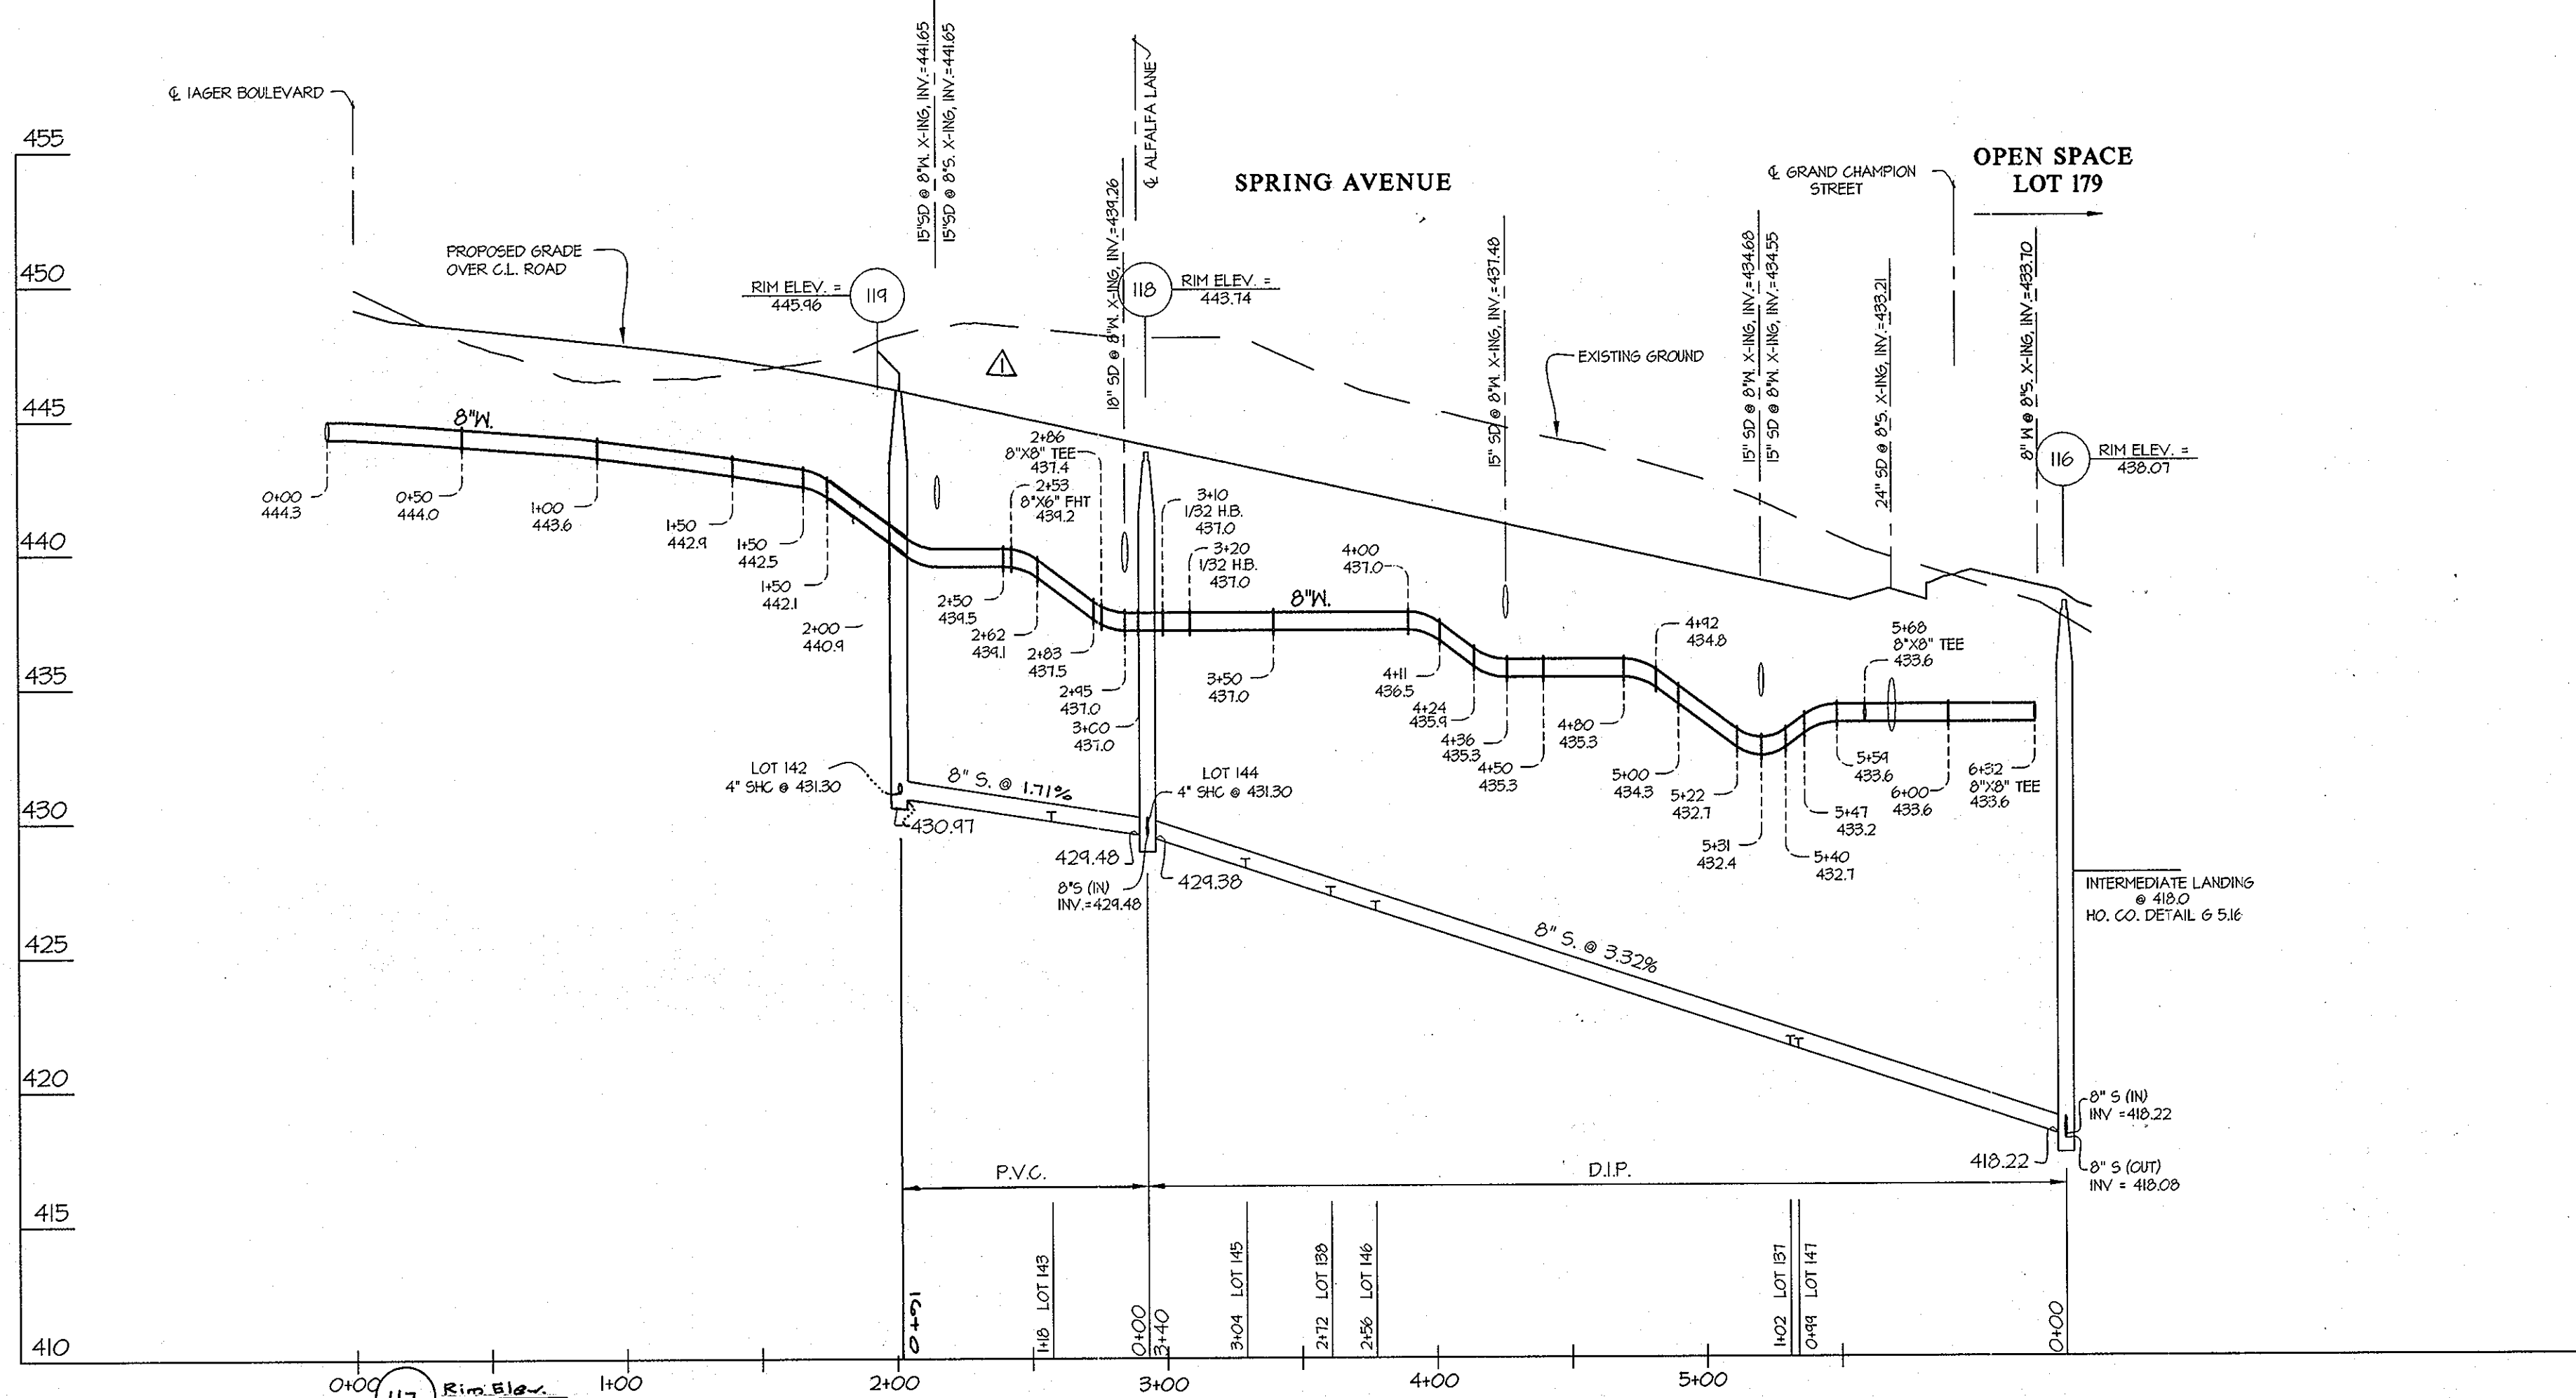 ℄ IAGER BOULEVARD
15"SD @ 8"W. X-ING, INV.=441.65
15"SD @ 8"S. X-ING, INV.=441.65
℄ ALFALFA LANE
18" SD @ 8"W. X-ING, INV.=439.26
SPRING AVENUE
℄ GRAND CHAMPION
STREET
OPEN SPACE
LOT 179
455
450
445
440
435
430
425
420
415
410
PROPOSED GRADE
OVER C.L. ROAD
RIM ELEV. =
445.96
119
118
RIM ELEV. =
443.74
15" SD @ 8"W. X-ING, INV.=437.48
15" SD @ 8"W. X-ING, INV.=434.68
15" SD @ 8"W. X-ING, INV.=434.55
24" SD @ 8"S. X-ING, INV.=433.21
8" W @ 8"S. X-ING, INV.=433.70
EXISTING GROUND
1
116
RIM ELEV. =
438.07
8"W.
0+00
444.3
0+50
444.0
1+00
443.6
1+50
442.9
1+50
442.5
1+50
442.1
2+00
440.9
2+86
8"X8" TEE
437.4
2+53
8"X6" FHT
439.2
2+50
439.5
2+62
439.1
2+83
437.5
2+95
437.0
3+00
437.0
3+10
1/32 H.B.
437.0
3+20
1/32 H.B.
437.0
8"W.
3+50
437.0
4+00
437.0
4+11
436.5
4+24
435.9
4+36
435.3
4+50
435.3
4+80
435.3
4+92
434.8
5+00
434.3
5+22
432.7
5+31
432.4
5+40
432.7
5+47
433.2
5+59
433.6
5+68
8"X8" TEE
433.6
6+00
433.6
6+32
8"X8" TEE
433.6
LOT 142
4" SHC @ 431.30
8" S. @ 1.71%
T
430.97
429.48
8"S (IN)
INV.=429.48
LOT 144
4" SHC @ 431.30
429.38
T
T
T
8" S. @ 3.32%
TT
INTERMEDIATE LANDING
@ 418.0
HO. CO. DETAIL G 5.16
8" S (IN)
INV =418.22
418.22
8" S (OUT)
INV = 418.08
P.V.C.
D.I.P.
0+91
1+18 LOT 143
0+00
3+40
3+04 LOT 145
2+72 LOT 138
2+56 LOT 146
1+02 LOT 137
0+99 LOT 147
0+00
0+00
1+00
2+00
3+00
4+00
5+00
117
Rim Elev.